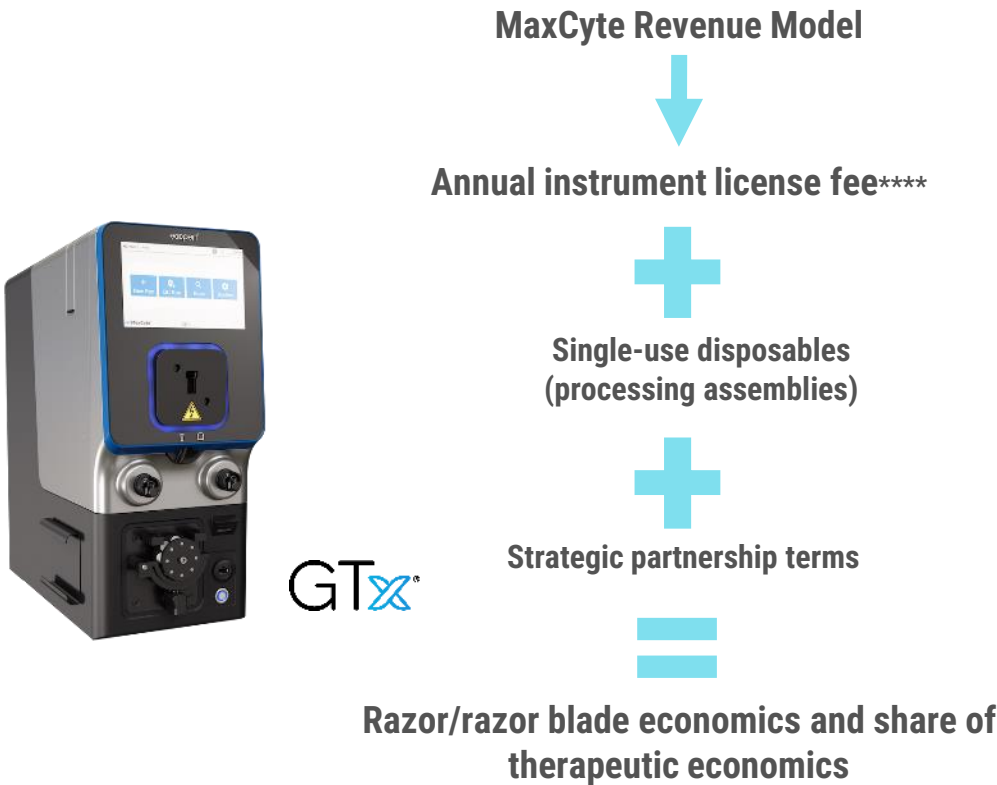 MaxCyte Revenue Model
Annual instrument license fee****
Single-use disposables
(processing assemblies)
Strategic partnership terms
GTx
Razor/razor blade economics and share of
therapeutic economics